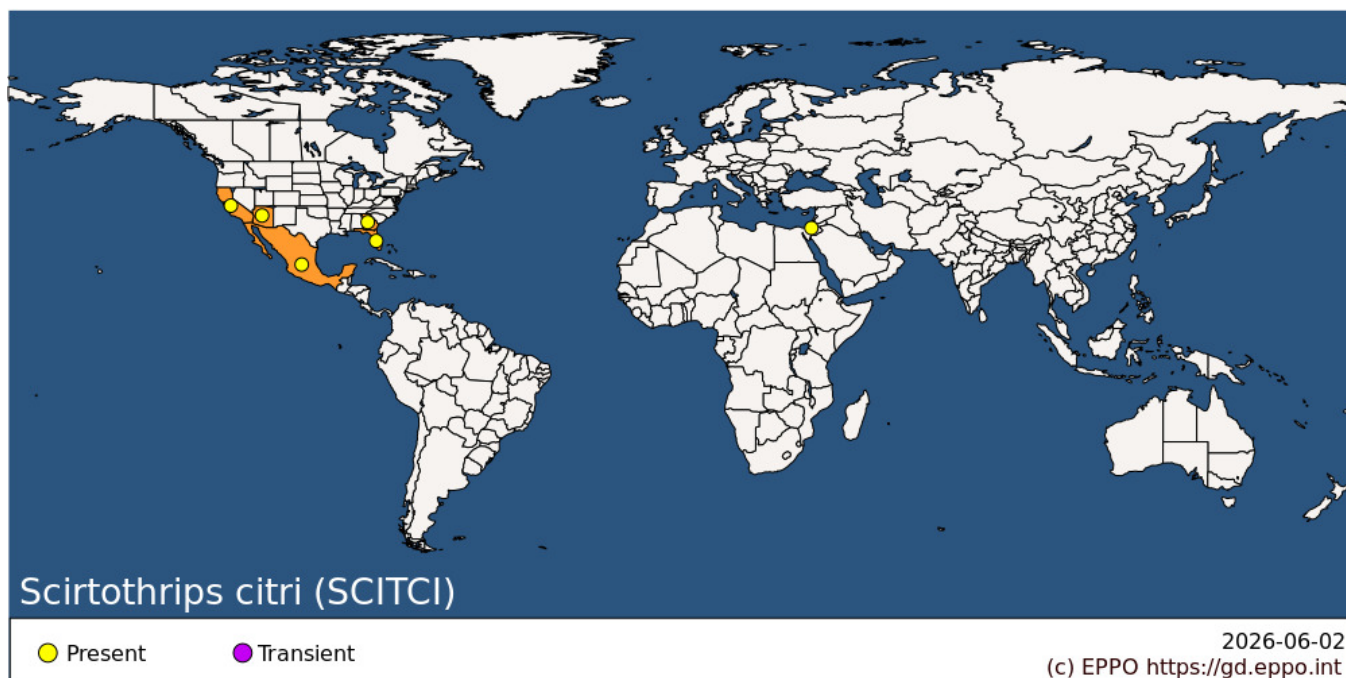 Scirtothrips citri (SCITCI)
Present
Transient
2026-06-02
(c) EPPO https://gd.eppo.int